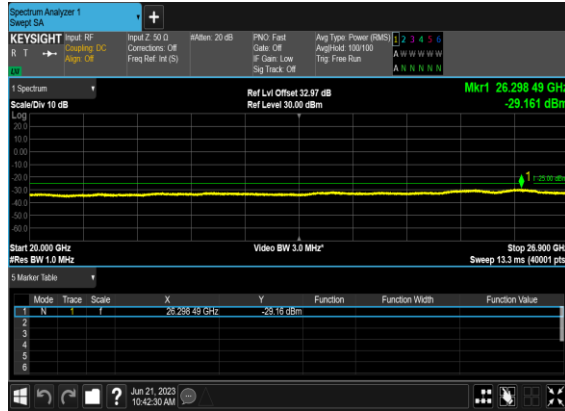 Spectrum Analyzer 1
Swept SA
+
KEYSIGHT
R T
Input: RF
Coupling: DC
Align: Off
Input Z: 50 Ω
Corrections: Off
Freq Ref: Int (S)
#Atten: 20 dB
PNO: Fast
Gate: Off
IF Gain: Low
Sig Track: Off
Avg Type: Power (RMS)
Avg|Hold: 100/100
Trig: Free Run
1 2 3 4 5 6
A W W W W W
A N N N N N
1 Spectrum
Scale/Div 10 dB
Ref Lvl Offset 32.97 dB
Ref Level 30.00 dBm
Mkr1 26.298 49 GHz
-29.161 dBm
Log
20.0
10.0
0.00
-10.0
-20.0
-30.0
-40.0
-50.0
-60.0
1
-25.00 dBm
Start 20.000 GHz
#Res BW 1.0 MHz
Video BW 3.0 MHz*
Stop 26.900 GHz
Sweep 13.3 ms (40001 pts
5 Marker Table
Mode Trace Scale X Y Function Function Width Function Value
1 N 1 f 26.298 49 GHz -29.16 dBm
2
3
4
5
6
?
Jun 21, 2023
10:42:30 AM